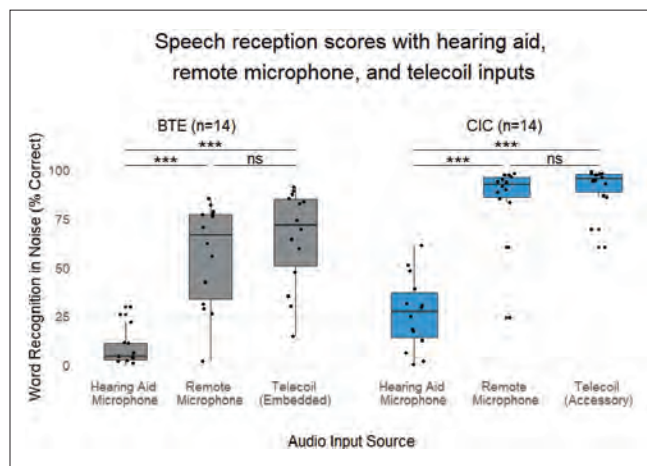 Speech reception scores with hearing aid,
remote microphone, and telecoil inputs
BTE (n=14)
CIC (n=14)
***
***
***
ns
***
ns
Word Recognition in Noise (% Correct)
100
75
50
25
0
Hearing Aid
Microphone
Remote
Microphone
Telecoil
(Embedded)
Hearing Aid
Microphone
Remote
Microphone
Telecoil
(Accessory)
Audio Input Source